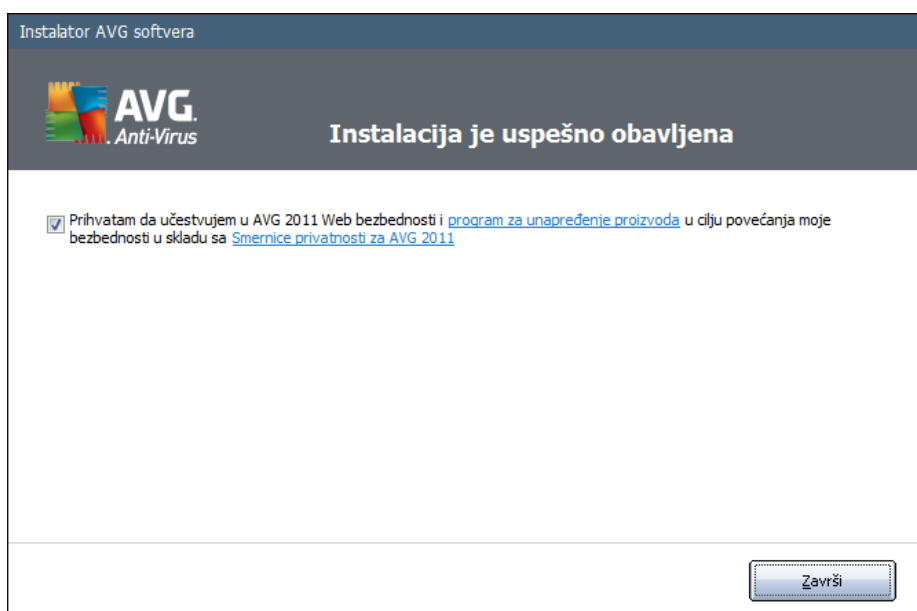 Instalator AVG softvera
AVG.
Anti-Virus
Instalacija je uspešno obavljena
Prihvatam da učestvujem u AVG 2011 Web bezbednosti i program za unapređenje proizvoda u cilju povećanja moje
bezbednosti u skladu sa Smernice privatnosti za AVG 2011
Završi